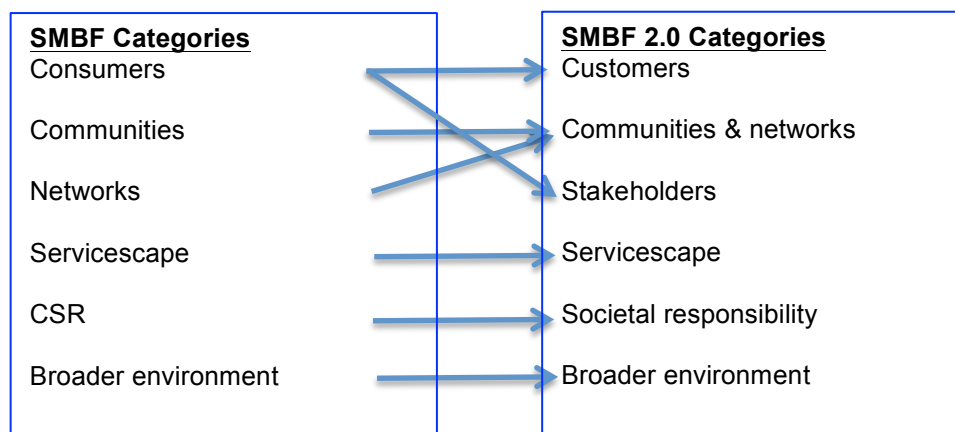 SMBF Categories
Consumers
Communities
Networks
Servicescape
CSR
Broader environment
SMBF 2.0 Categories
Customers
Communities & networks
Stakeholders
Servicescape
Societal responsibility
Broader environment